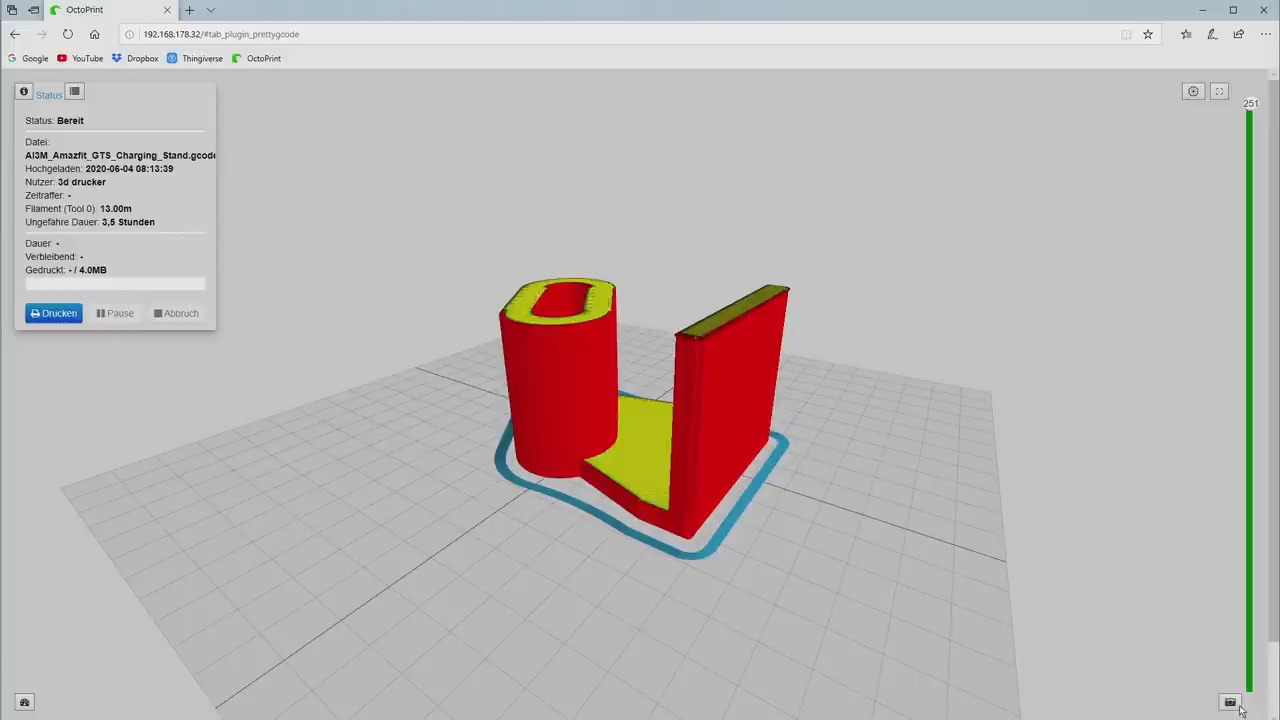 OctoPrint
192.168.178.32/#tab_plugin_prettygcode
Google YouTube Dropbox Thingiverse OctoPrint
Status
Status: Bereit
Datei:
AI3M_Amazfit_GTS_Charging_Stand.gcode
Hochgeladen: 2020-06-04 08:13:39
Nutzer: 3d drucker
Zeitraffer: -
Filament (Tool 0): 13.00m
Ungefähre Dauer: 3,5 Stunden
Dauer: -
Verbleibend: -
Gedruckt: - / 4.0MB
Drucken Pause Abbruch
251